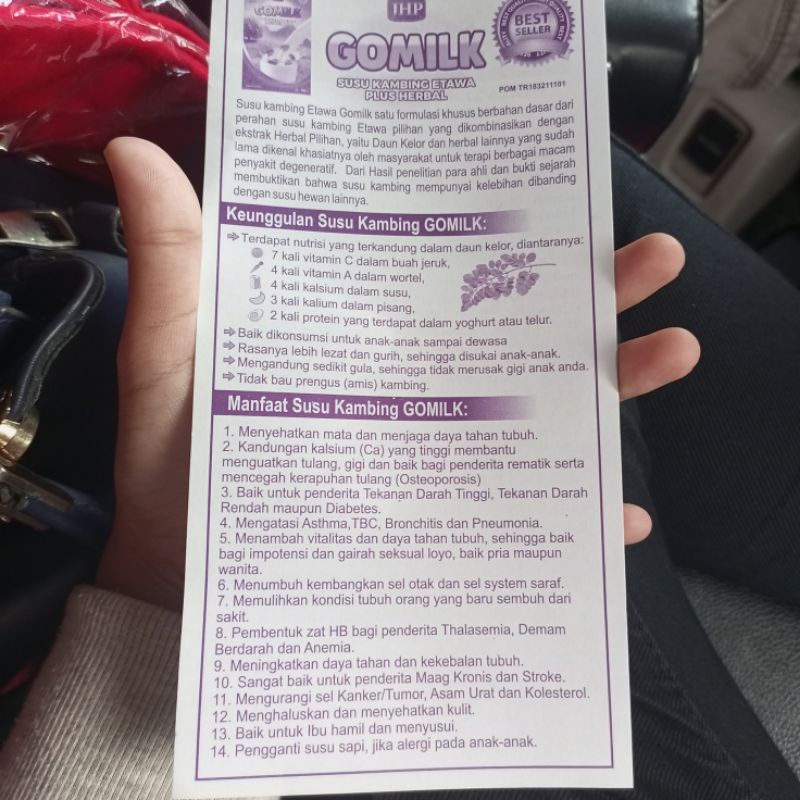 GOMILK
IHP
GOMILK
BEST
SELLER
SUSU KAMBING ETAWA
PLUS HERBAL
POM TR183211101
Susu kambing Etawa Gomilk satu formulasi khusus berbahan dasar dari
perahan susu kambing Etawa pilihan yang dikombinasikan dengan
ekstrak Herbal Pilihan, yaitu Daun Kelor dan herbal lainnya yang sudah
lama dikenal khasiatnya oleh masyarakat untuk terapi berbagai macam
penyakit degeneratif. Dari Hasil penelitian para ahli dan bukti sejarah
membuktikan bahwa susu kambing mempunyai kelebihan dibanding
dengan susu hewan lainnya.
Keunggulan Susu Kambing GOMILK:
Terdapat nutrisi yang terkandung dalam daun kelor, diantaranya:
7 kali vitamin C dalam buah jeruk,
4 kali vitamin A dalam wortel,
4 kali kalsium dalam susu,
3 kali kalium dalam pisang,
2 kali protein yang terdapat dalam yoghurt atau telur.
Baik dikonsumsi untuk anak-anak sampai dewasa
Rasanya lebih lezat dan gurih, sehingga disukai anak-anak.
Mengandung sedikit gula, sehingga tidak merusak gigi anak anda.
Tidak bau prengus (amis) kambing.
Manfaat Susu Kambing GOMILK:
1. Menyehatkan mata dan menjaga daya tahan tubuh.
2. Kandungan kalsium (Ca) yang tinggi membantu
menguatkan tulang, gigi dan baik bagi penderita rematik serta
mencegah kerapuhan tulang (Osteoporosis)
3. Baik untuk penderita Tekanan Darah Tinggi, Tekanan Darah
Rendah maupun Diabetes.
4. Mengatasi Asthma,TBC, Bronchitis dan Pneumonia.
5. Menambah vitalitas dan daya tahan tubuh, sehingga baik
bagi impotensi dan gairah seksual loyo, baik pria maupun
wanita.
6. Menumbuh kembangkan sel otak dan sel system saraf.
7. Memulihkan kondisi tubuh orang yang baru sembuh dari
sakit.
8. Pembentuk zat HB bagi penderita Thalasemia, Demam
Berdarah dan Anemia.
9. Meningkatkan daya tahan dan kekebalan tubuh.
10. Sangat baik untuk penderita Maag Kronis dan Stroke.
11. Mengurangi sel Kanker/Tumor, Asam Urat dan Kolesterol.
12. Menghaluskan dan menyehatkan kulit.
13. Baik untuk Ibu hamil dan menyusui.
14. Pengganti susu sapi, jika alergi pada anak-anak.